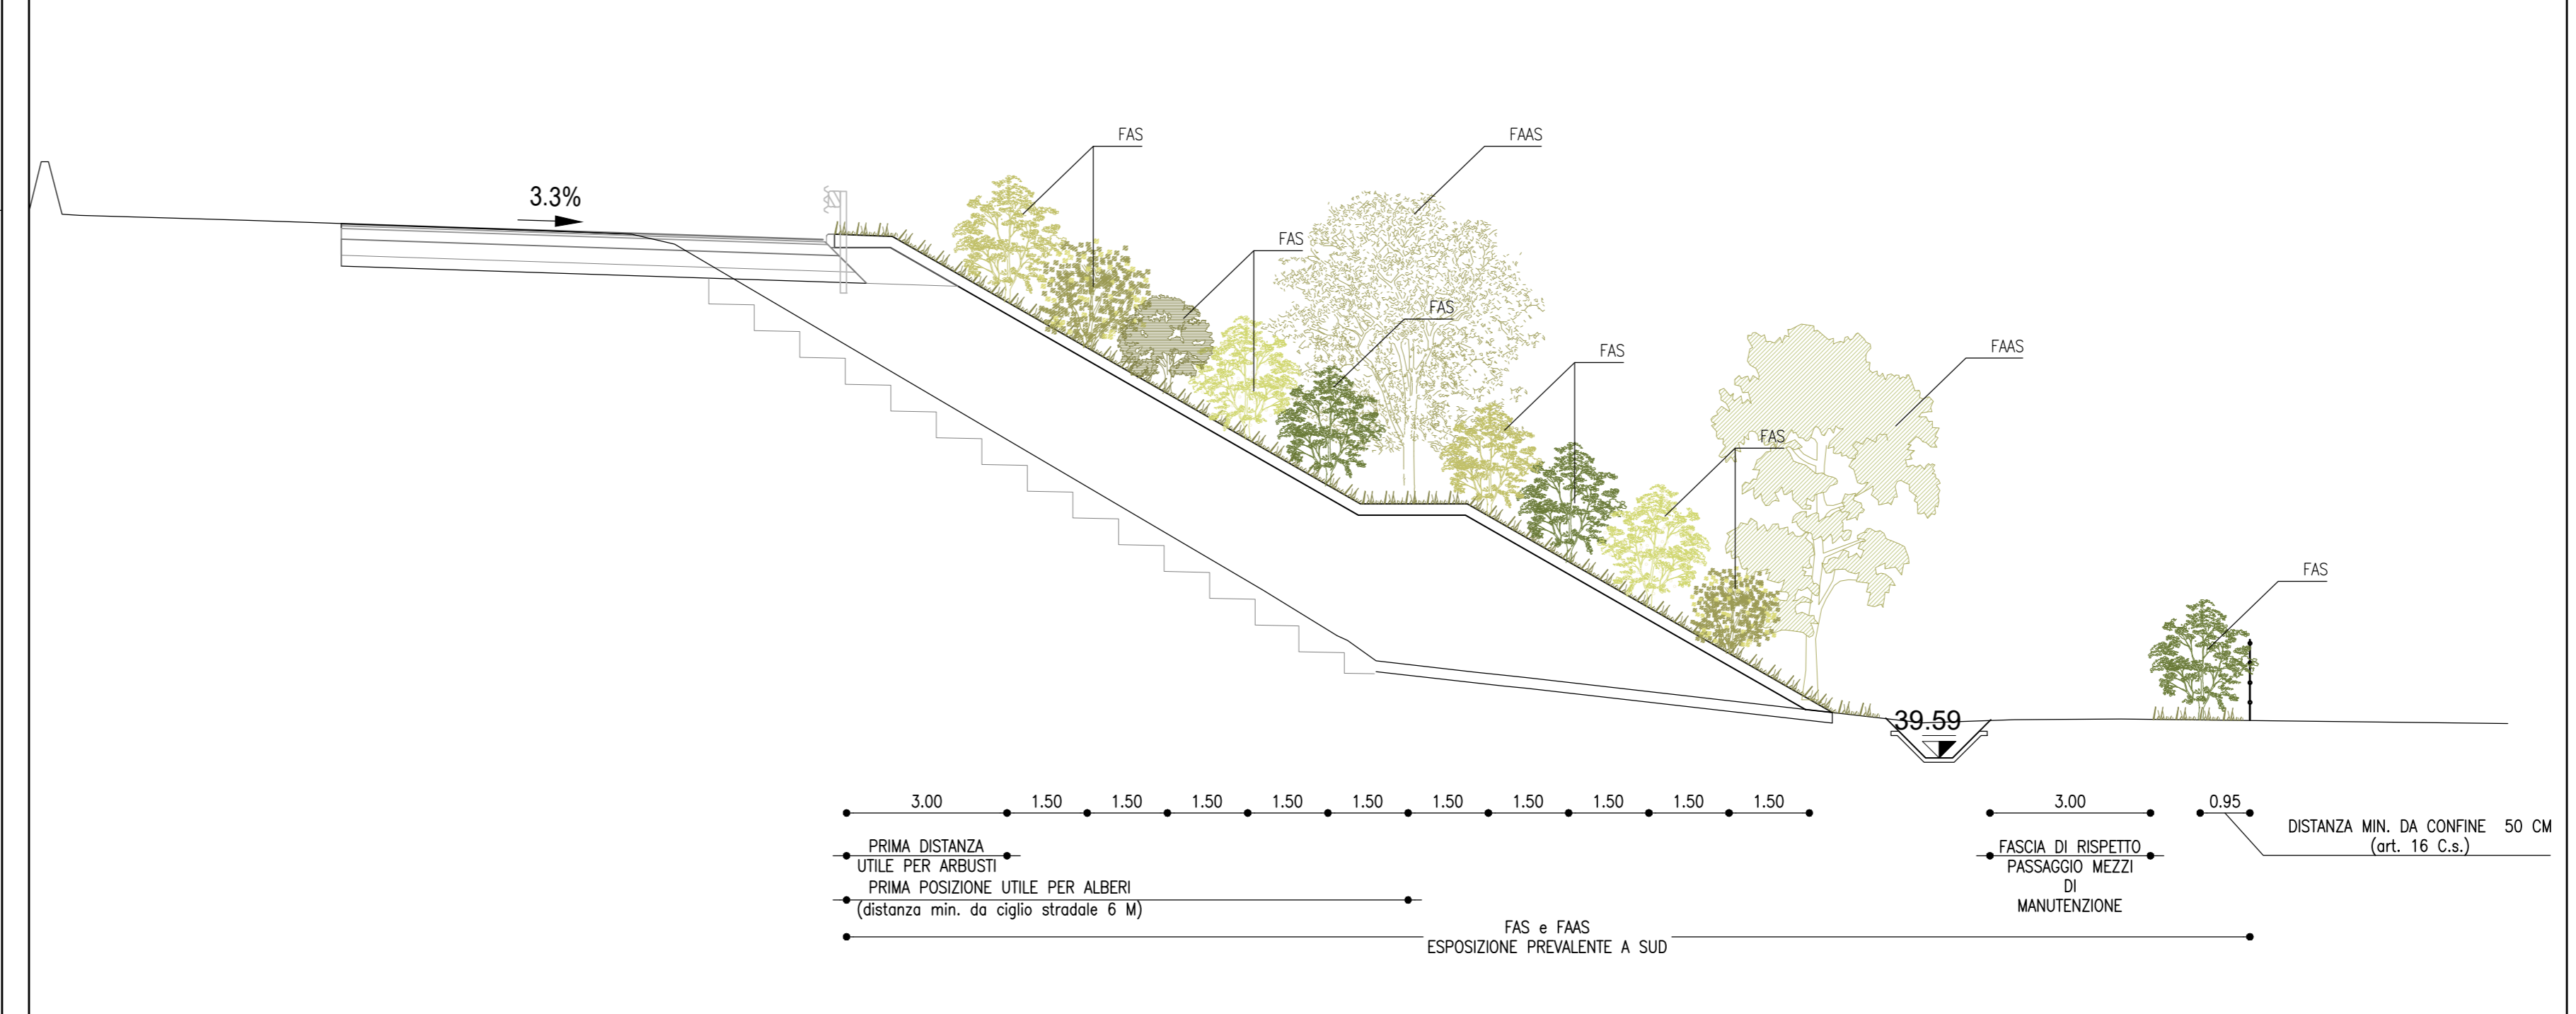 FAS
FAAS
3.3%
FAS
FAS
FAS
FAAS
FAS
FAS
39.59
3.00 1.50 1.50 1.50 1.50 1.50 1.50 1.50 1.50 1.50 1.50 3.00 0.95
DISTANZA MIN. DA CONFINE 50 CM
(art. 16 C.s.)
PRIMA DISTANZA
UTILE PER ARBUSTI
FASCIA DI RISPETTO
PASSAGGIO MEZZI
DI
MANUTENZIONE
PRIMA POSIZIONE UTILE PER ALBERI
(distanza min. da ciglio stradale 6 M)
FAS e FAAS
ESPOSIZIONE PREVALENTE A SUD